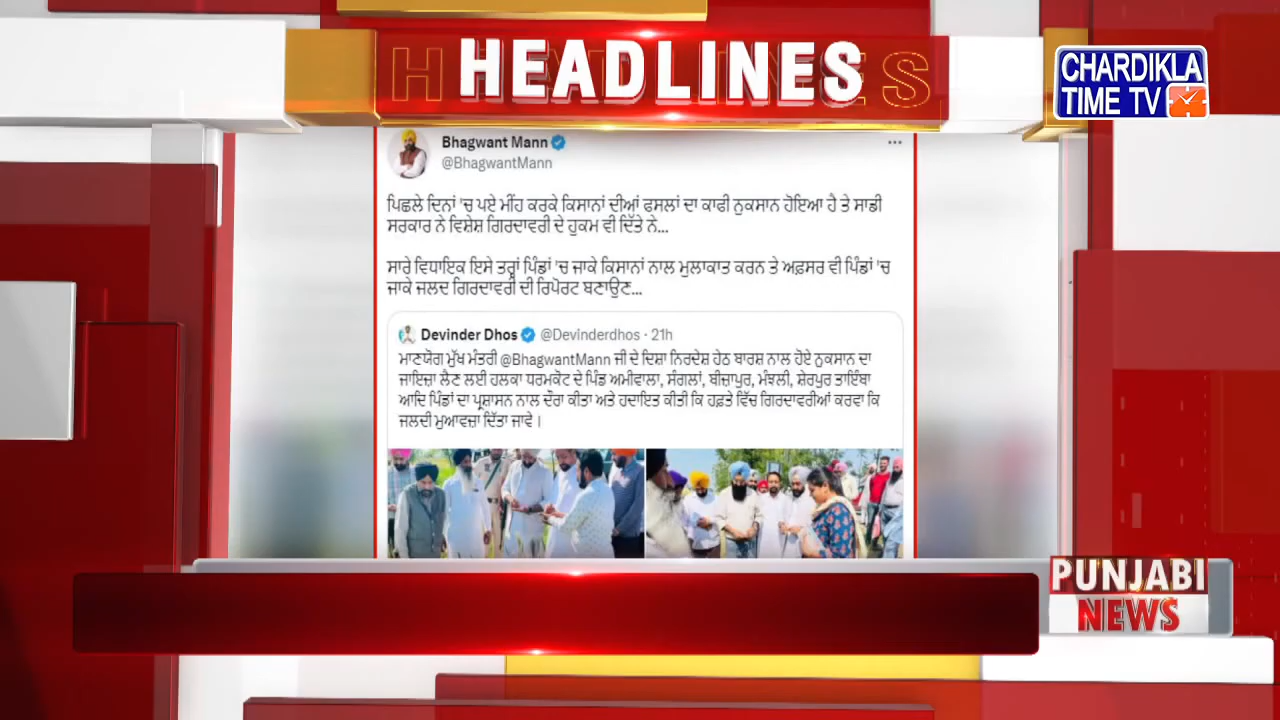 HEADLINES
CHARDIKLA
TIME TV
Bhagwant Mann
@BhagwantMann
ਪਿਛਲੇ ਦਿਨਾਂ 'ਚ ਪਏ ਮੀਂਹ ਕਰਕੇ ਕਿਸਾਨਾਂ ਦੀਆਂ ਫਸਲਾਂ ਦਾ ਕਾਫੀ ਨੁਕਸਾਨ ਹੋਇਆ ਹੈ ਤੇ ਸਾਡੀ
ਸਰਕਾਰ ਨੇ ਵਿਸ਼ੇਸ਼ ਗਿਰਦਾਵਰੀ ਦੇ ਹੁਕਮ ਵੀ ਦਿੱਤੇ ਨੇ...
ਸਾਰੇ ਵਿਧਾਇਕ ਇਸੇ ਤਰ੍ਹਾਂ ਪਿੰਡਾਂ 'ਚ ਜਾਕੇ ਕਿਸਾਨਾਂ ਨਾਲ ਮੁਲਾਕਾਤ ਕਰਨ ਤੇ ਅਫ਼ਸਰ ਵੀ ਪਿੰਡਾਂ 'ਚ
ਜਾਕੇ ਜਲਦ ਗਿਰਦਾਵਰੀ ਦੀ ਰਿਪੋਰਟ ਬਣਾਉਣ...
Devinder Dhos @Devinderdhos · 21h
ਮਾਣਯੋਗ ਮੁੱਖ ਮੰਤਰੀ @BhagwantMann ਜੀ ਦੇ ਦਿਸ਼ਾ ਨਿਰਦੇਸ਼ ਹੇਠ ਬਾਰਸ਼ ਨਾਲ ਹੋਏ ਨੁਕਸਾਨ ਦਾ
ਜਾਇਜ਼ਾ ਲੈਣ ਲਈ ਹਲਕਾ ਧਰਮਕੋਟ ਦੇ ਪਿੰਡ ਅਮੀਵਾਲਾ, ਸੰਗਲਾਂ, ਬੀਜ਼ਾਪੁਰ, ਮੰਝਲੀ, ਸ਼ੇਰਪੁਰ ਤਾਇੰਬਾ
ਆਦਿ ਪਿੰਡਾਂ ਦਾ ਪ੍ਰਸ਼ਾਸਨ ਨਾਲ ਦੌਰਾ ਕੀਤਾ ਅਤੇ ਹਦਾਇਤ ਕੀਤੀ ਕਿ ਹਫ਼ਤੇ ਵਿੱਚ ਗਿਰਦਾਵਰੀਆਂ ਕਰਵਾ ਕਿ
ਜਲਦੀ ਮੁਆਵਜ਼ਾ ਦਿੱਤਾ ਜਾਵੇ।
PUNJABI
NEWS